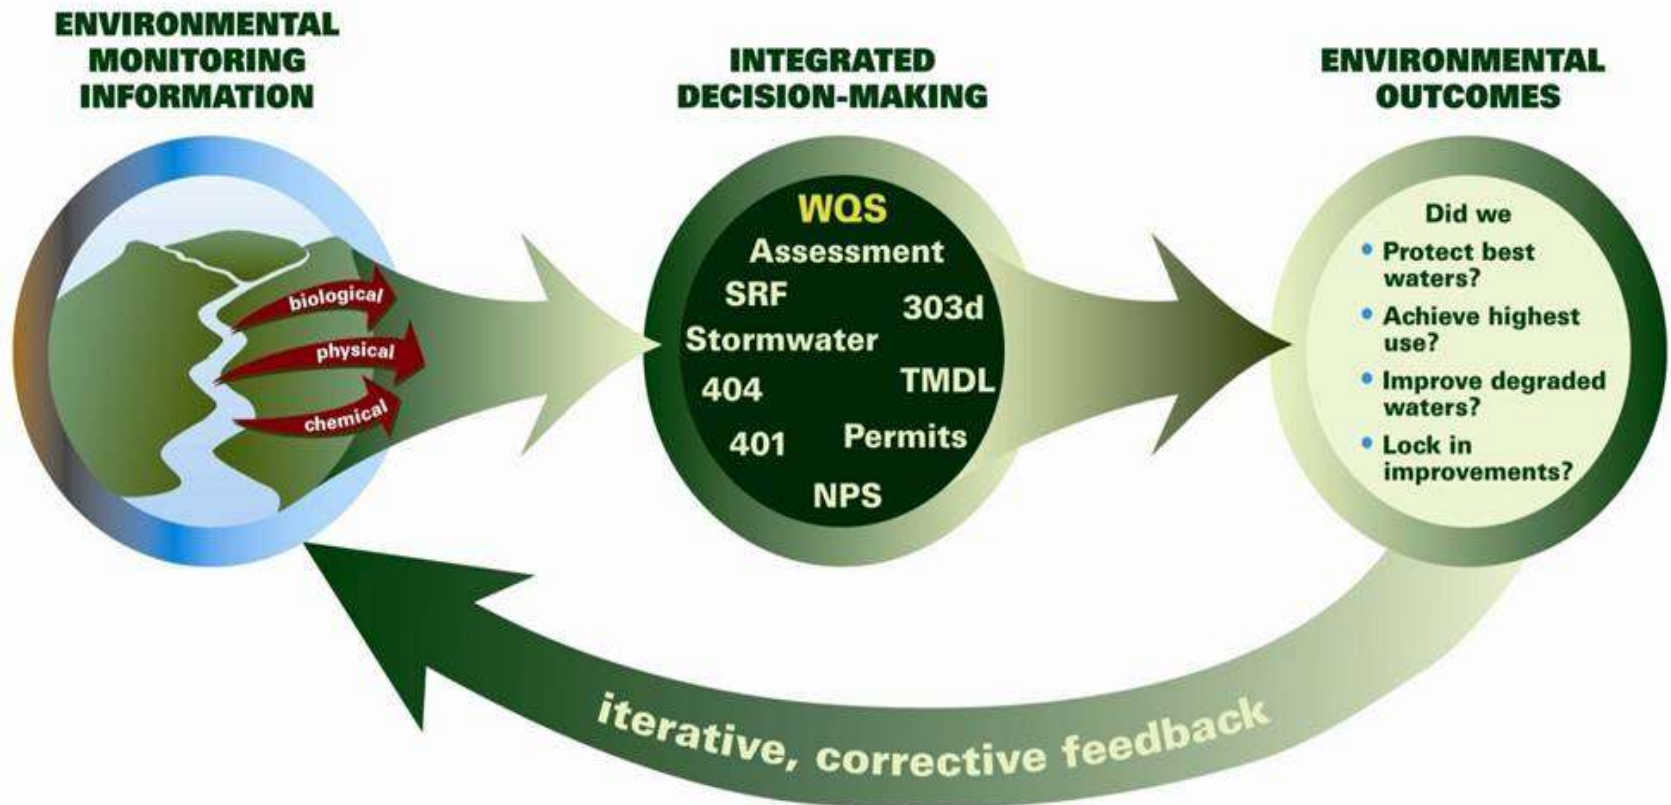 ENVIRONMENTAL
MONITORING
INFORMATION
biological
physical
chemical
INTEGRATED
DECISION-MAKING
WQS
Assessment
SRF
303d
Stormwater
404
TMDL
401
Permits
NPS
ENVIRONMENTAL
OUTCOMES
Did we
• Protect best
waters?
• Achieve highest
use?
• Improve degraded
waters?
• Lock in
improvements?
iterative, corrective feedback